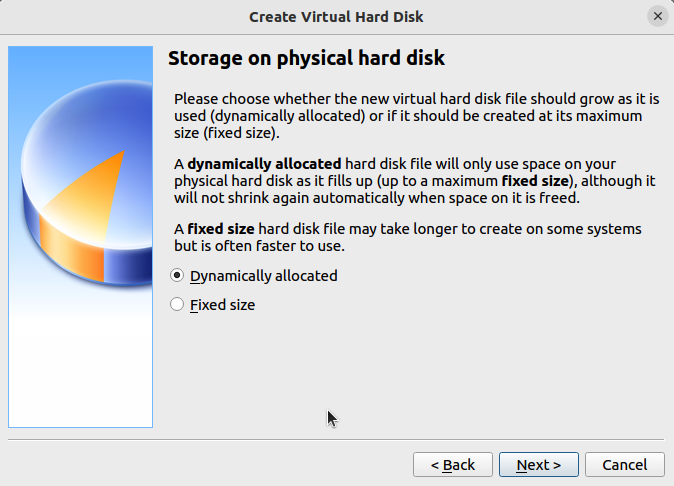 Create Virtual Hard Disk
Storage on physical hard disk
Please choose whether the new virtual hard disk file should grow as it is
used (dynamically allocated) or if it should be created at its maximum
size (fixed size).
A dynamically allocated hard disk file will only use space on your
physical hard disk as it fills up (up to a maximum fixed size), although it
will not shrink again automatically when space on it is freed.
A fixed size hard disk file may take longer to create on some systems
but is often faster to use.
Dynamically allocated
Fixed size
< Back
Next >
Cancel